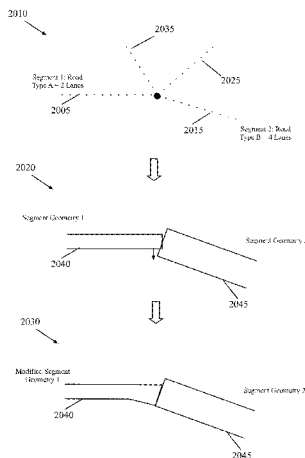 2010
2035
Segment 1: Road
Type A – 2 Lanes
2025
2005
2015
Segment 2: Road
Type B – 4 Lanes
2020
Segment Geometry 1
Segment Geometry
2040
2045
2030
Modified Segment
Geometry 1
Segment Geometry 2
2040
2045